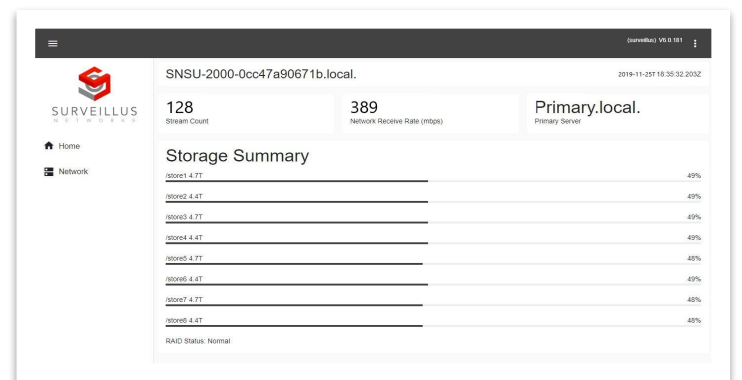 (surveillus) V6.0.181
SURVEILLUS
NETWORKS
Home
Network
SNSU-2000-0cc47a90671b.local.
2019-11-25T 18:35:32.203Z
128
Stream Count
389
Network Receive Rate (mbps)
Primary.local.
Primary Server
Storage Summary
/store1 4.7T 49%
/store2 4.4T 49%
/store3 4.7T 49%
/store4 4.4T 49%
/store5 4.7T 48%
/store6 4.4T 49%
/store7 4.7T 48%
/store8 4.4T 48%
RAID Status: Normal